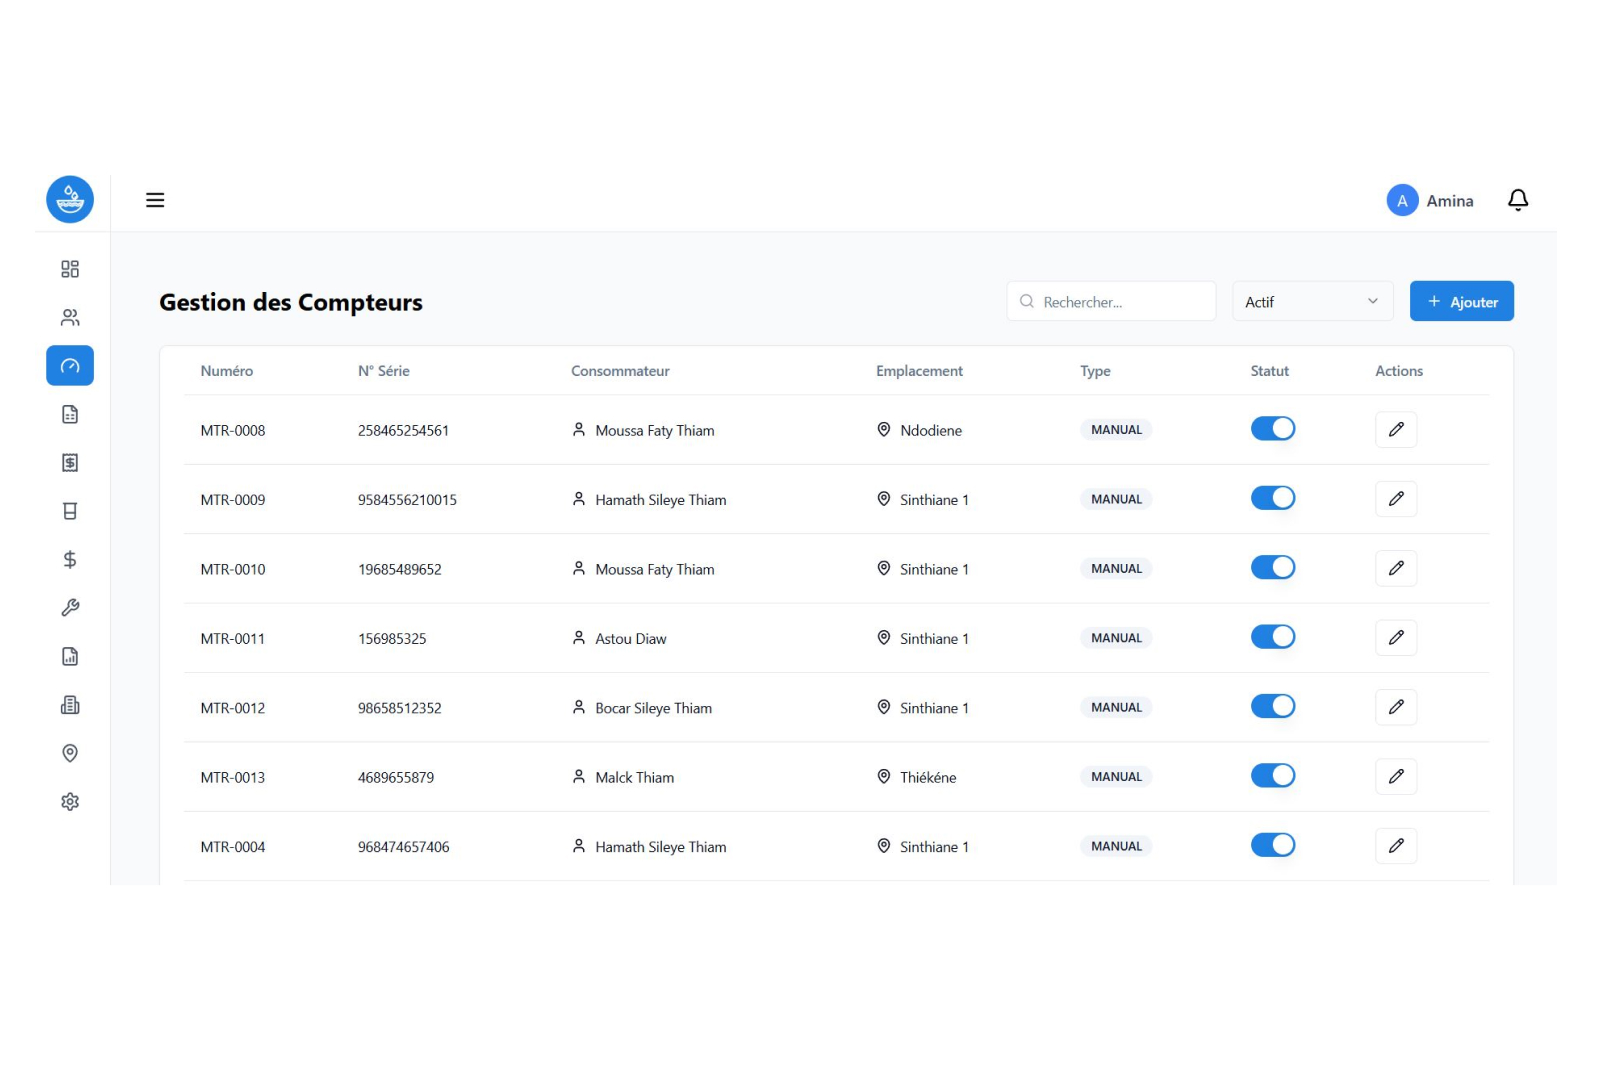 A Amina
Gestion des Compteurs
Rechercher...
Actif
+ Ajouter
Numéro N° Série Consommateur Emplacement Type Statut Actions
MTR-0008 258465254561 Moussa Faty Thiam Ndodiene MANUAL
MTR-0009 9584556210015 Hamath Sileye Thiam Sinthiane 1 MANUAL
MTR-0010 19685489652 Moussa Faty Thiam Sinthiane 1 MANUAL
MTR-0011 156985325 Astou Diaw Sinthiane 1 MANUAL
MTR-0012 98658512352 Bocar Sileye Thiam Sinthiane 1 MANUAL
MTR-0013 4689655879 Malck Thiam Thiékéne MANUAL
MTR-0004 968474657406 Hamath Sileye Thiam Sinthiane 1 MANUAL